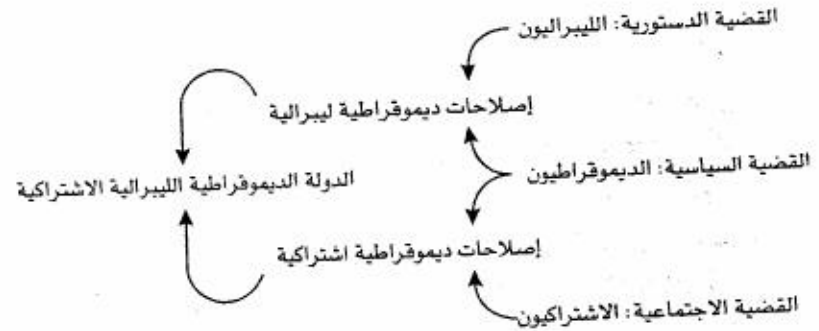 القضية الدستورية: الليبراليون
إصلاحات ديموقراطية ليبرالية
القضية السياسية: الديموقراطيون
الدولة الديموقراطية الليبرالية الاشتراكية
إصلاحات ديموقراطية اشتراكية
القضية الاجتماعية: الاشتراكيون